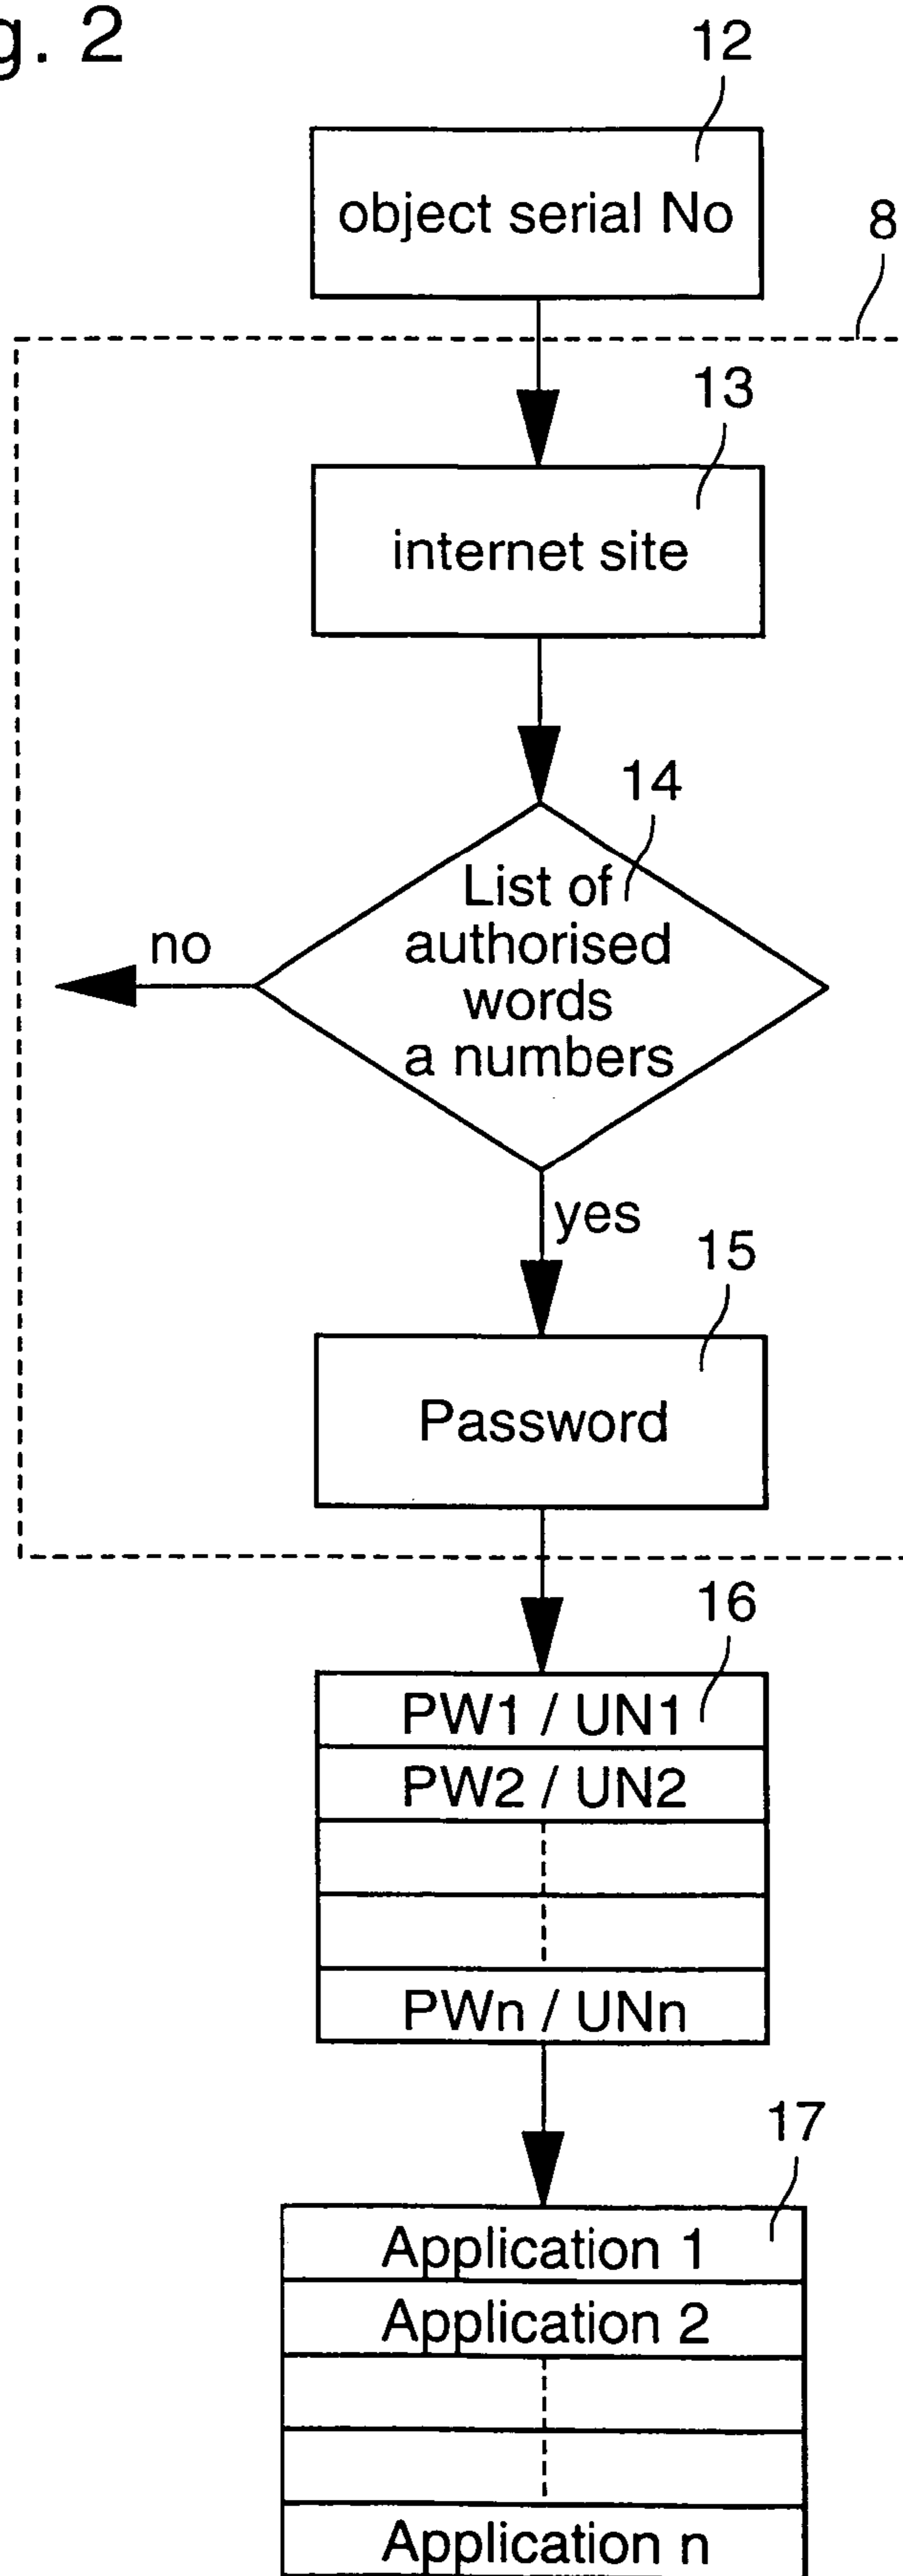 g. 2
12
object serial No
8
13
internet site
14
List of
authorised
words
a numbers
no
yes
15
Password
16
PW1 / UN1
PW2 / UN2
PWn / UNn
17
Application 1
Application 2
Application n